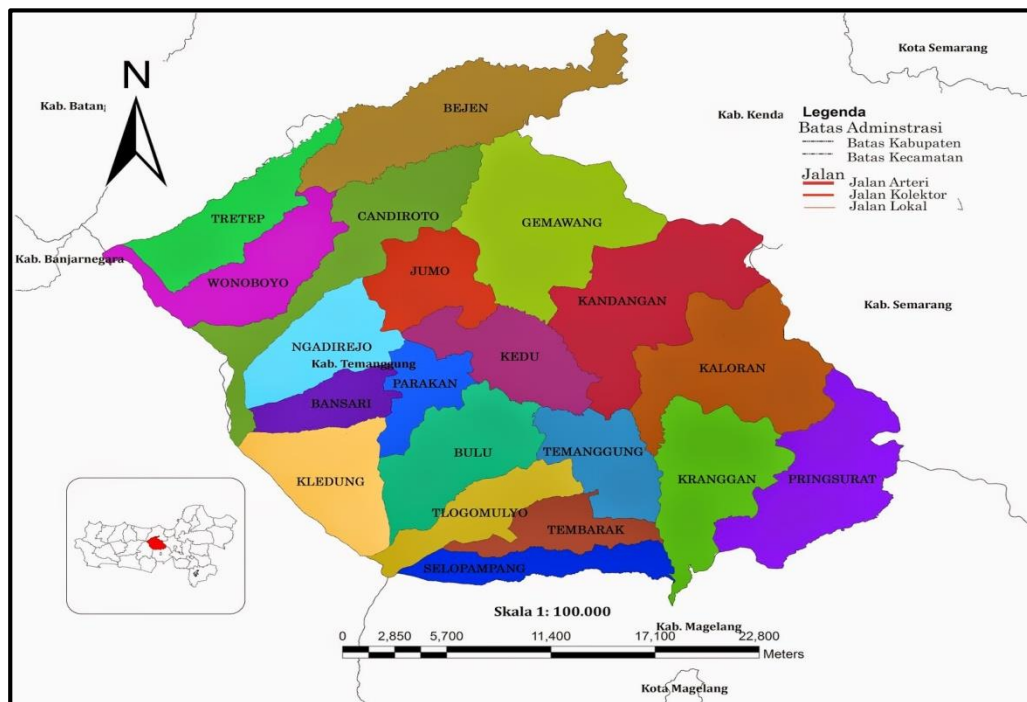 Kota Semarang
N
Kab. Batang
BEJEN
Kab. Kenda
Legenda
Batas Adminstrasi
Batas Kabupaten
Batas Kecamatan
Jalan
Jalan Arteri
Jalan Kolektor
Jalan Lokal
TRETEP
CANDIROTO
GEMAWANG
Kab. Banjarnegara
WONOBOYO
JUMO
KANDANGAN
Kab. Semarang
NGADIREJO
KEDU
Kab. Temanggung
KALORAN
PARAKAN
BANSARI
BULU
TEMANGGUNG
KLEDUNG
KRANGGAN
PRINGSURAT
TLOGOMULYO
TEMBARAK
SELOPAMPANG
Skala 1: 100.000
Kab. Magelang
0 2,850 5,700 11,400 17,100 22,800
Meters
Kota Magelang